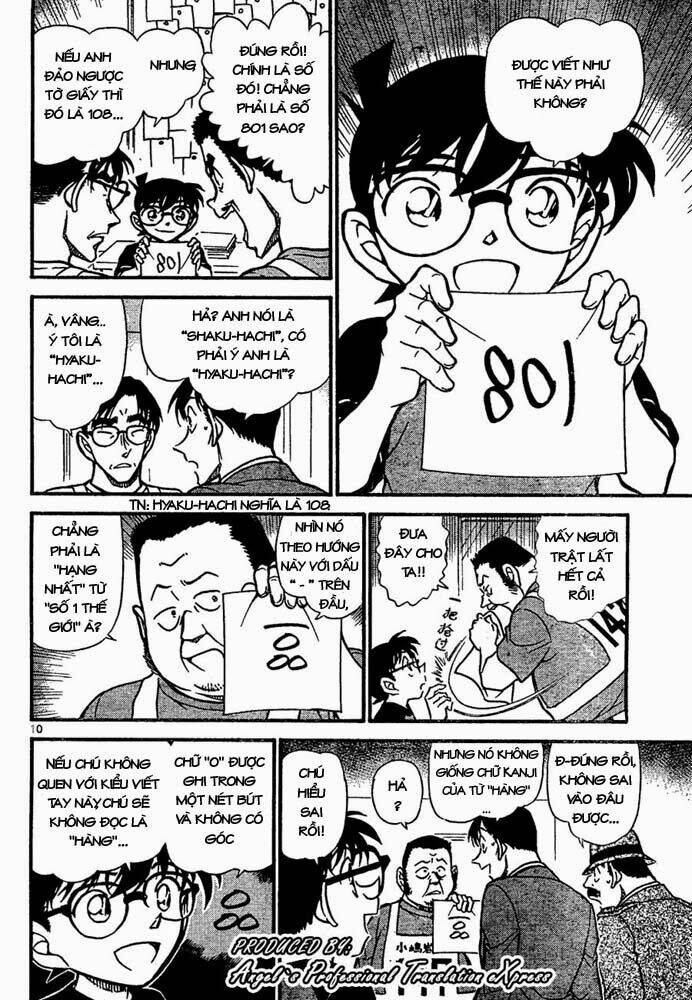 ĐƯỢC VIẾT NHƯ
THẾ NÀY PHẢI
KHÔNG?
801
ĐÚNG RỒI!
CHÍNH LÀ SỐ
ĐÓ! CHẲNG
PHẢI LÀ SỐ
801 SAO?
NHƯNG
NẾU ANH
ĐẢO NGƯỢC
TỜ GIẤY THÌ
ĐÓ LÀ 108...
801
HẢ? ANH NÓI LÀ
"SHAKU-HACHI", CÓ
PHẢI Ý ANH LÀ
"HYAKU-HACHI"?
À, VÂNG..
Ý TÔI LÀ
"HYAKU-
HACHI"...
TN: HYAKU-HACHI NGHĨA LÀ 108
MẤY NGƯỜI
TRẬT LẤT
HẾT CẢ
RỒI!
ĐƯA
ĐÂY CHO
TA!!
一把抢过
147
NHÌN NÓ
THEO HƯỚNG
NÀY VỚI DẤU
" - " TRÊN
ĐẦU,
CHẲNG
PHẢI LÀ
"HẠNG
NHẤT" TỪ
"SỐ 1 THẾ
GIỚI" À?
10
Đ-ĐÚNG RỒI,
KHÔNG SAI
VÀO ĐÂU
ĐƯỢC...
NHƯNG NÓ KHÔNG
GIỐNG CHỮ KANJI
CỦA TỪ "HÀNG"...
HẢ
?
CHÚ
HIỂU
SAI
RỒI!
CHỮ "O" ĐƯỢC
GHI TRONG
MỘT NÉT BÚT
VÀ KHÔNG CÓ
GÓC
NẾU CHÚ KHÔNG
QUEN VỚI KIỂU VIẾT
TAY NÀY,CHÚ SẼ
KHÔNG ĐỌC LÀ
"HÀNG"...
PRODUCED BY:
Angel`s Professional Translation eXpress